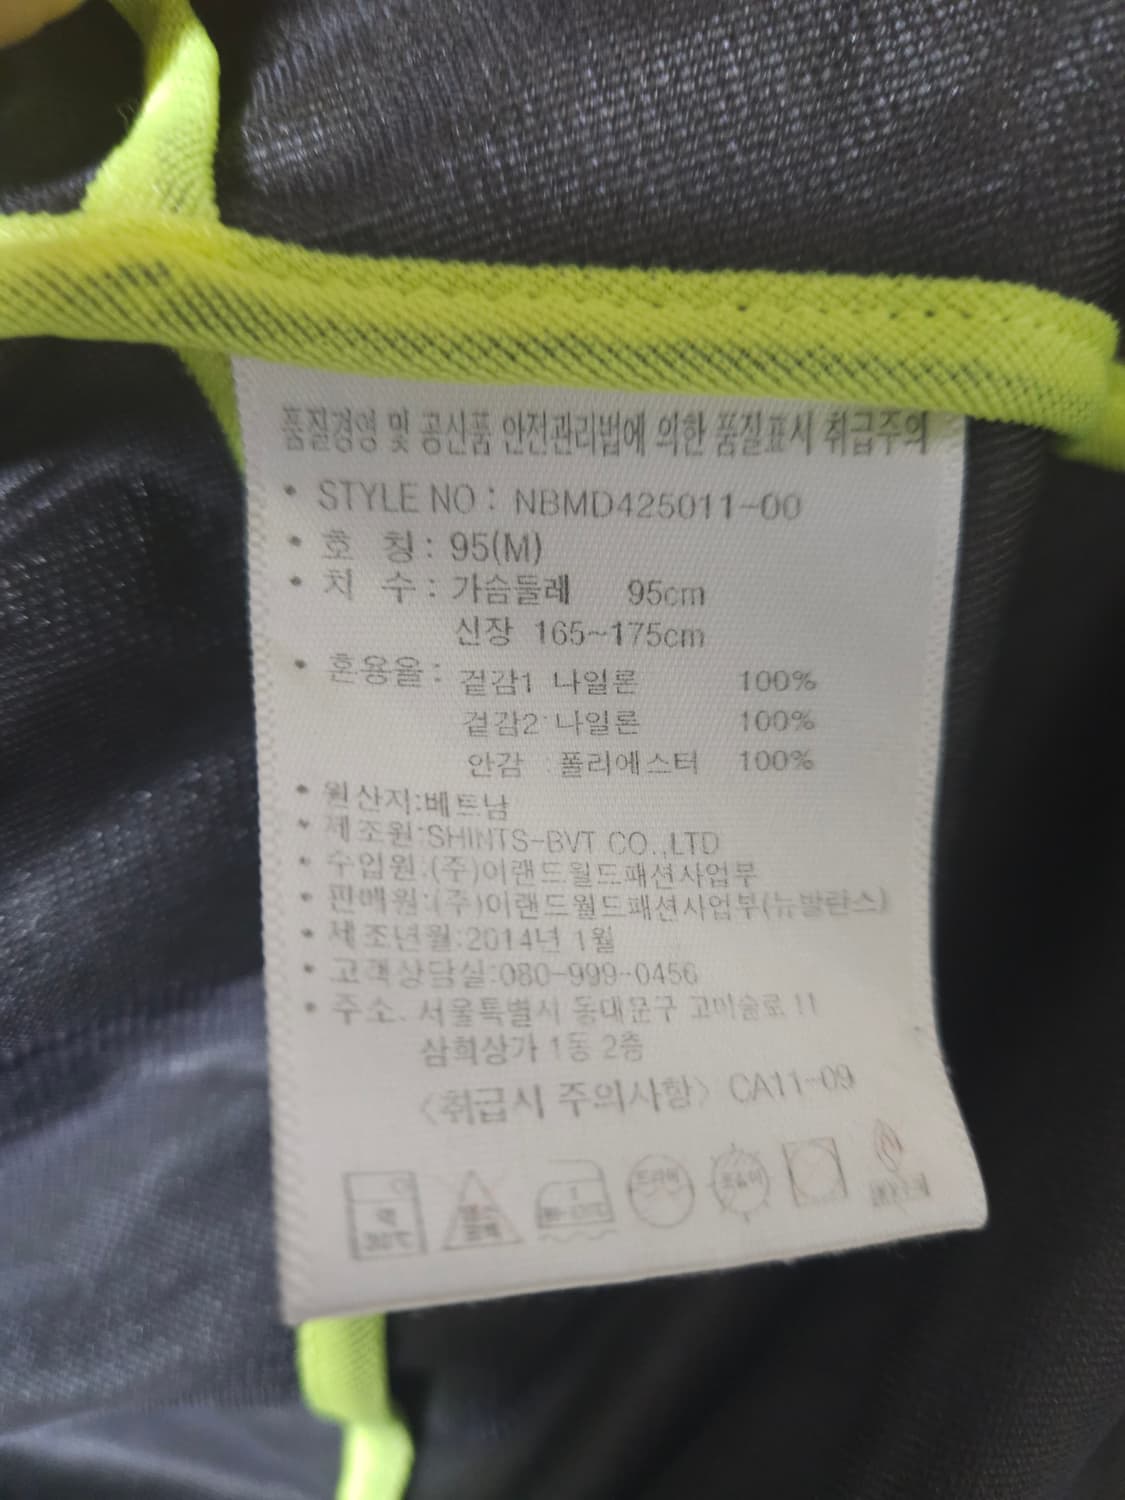 품질경영 및 공산품 안전관리법에 의한 품질표시 취급주의
• STYLE NO : NBMD425011-00
• 호 칭 : 95(M)
• 치 수 : 가슴둘레 95cm
신장 165~175cm
• 혼용율 : 겉감1 나일론 100%
겉감2 나일론 100%
안감 : 폴리에스터 100%
• 원산지:베트남
• 제조원:SHINTS-BVT CO.,LTD
• 수입원:(주)이랜드월드패션사업부
• 판매원:(주)이랜드월드패션사업부(뉴발란스)
• 제조년월:2014년 1월
• 고객상담실:080-999-0456
• 주소. 서울특별시 동대문구 고미술로 11
삼희상가 1동 2층
<취급시 주의사항> CA11-09
드라이